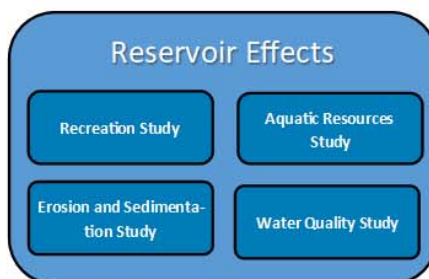 Reservoir Effects
Recreation Study
Aquatic Resources
Study
Erosion and Sedimenta-
tion Study
Water Quality Study